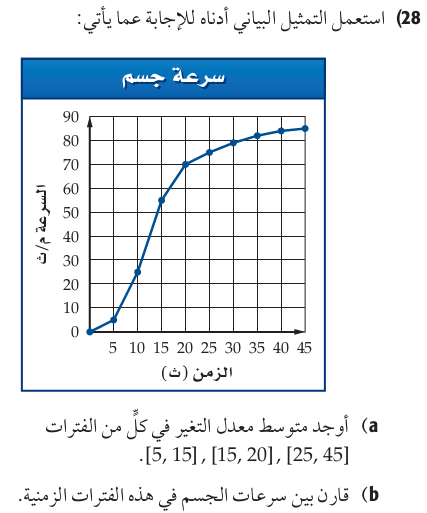 28) استعمل التمثيل البياني أدناه للإجابة عما يأتي:
سرعة جسم
السرعة م/ث
90
80
70
60
50
40
30
20
10
0
5 10 15 20 25 30 35 40 45
الزمن (ث)
a) أوجد متوسط معدل التغير في كلٍّ من الفترات
[5, 15] , [15, 20] , [25, 45].
b) قارن بين سرعات الجسم في هذه الفترات الزمنية.